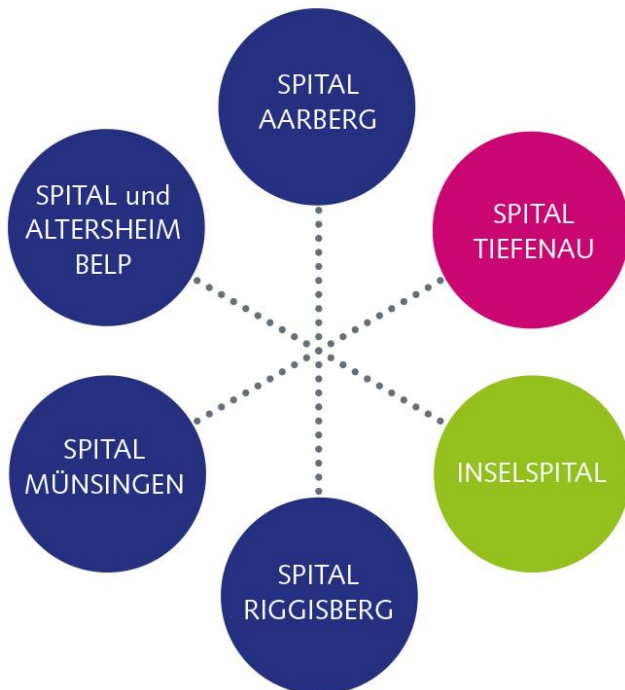 SPITAL
AARBERG
SPITAL und
ALTERSHEIM
BELP
SPITAL
TIEFENAU
SPITAL
MÜNSINGEN
INSELSPITAL
SPITAL
RIGGISBERG